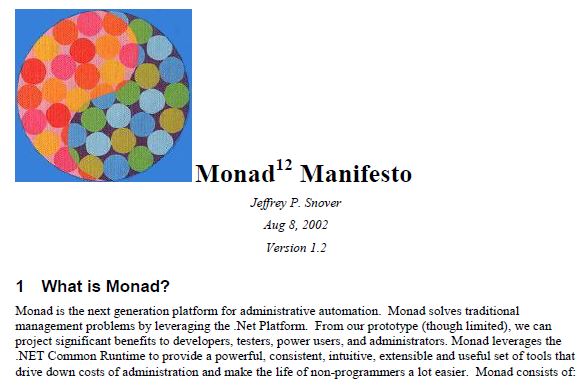 Monad12 Manifesto
Jeffrey P. Snover
Aug 8, 2002
Version 1.2
1 What is Monad?
Monad is the next generation platform for administrative automation. Monad solves traditional
management problems by leveraging the .Net Platform. From our prototype (though limited), we can
project significant benefits to developers, testers, power users, and administrators. Monad leverages the
.NET Common Runtime to provide a powerful, consistent, intuitive, extensible and useful set of tools that
drive down costs of administration and make the life of non-programmers a lot easier. Monad consists of: